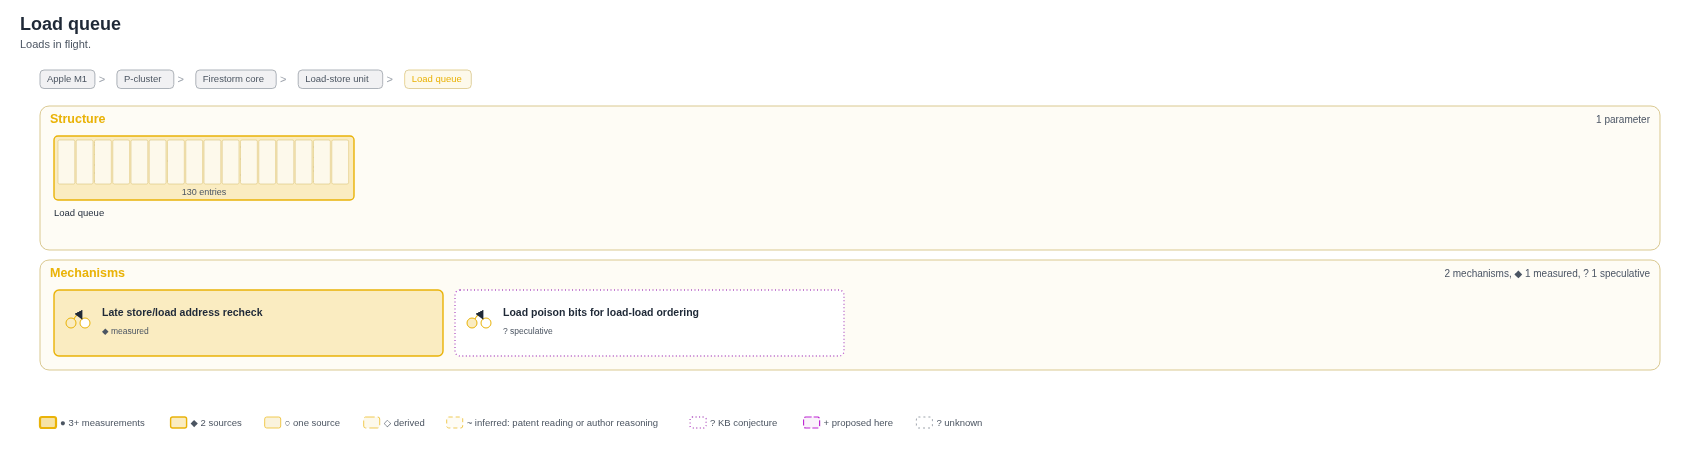 Load queue
Loads in flight.
Apple M1 > P-cluster > Firestorm core > Load-store unit > Load queue
Structure
1 parameter
130 entries
Load queue
Mechanisms
2 mechanisms, ◆ 1 measured, ? 1 speculative
Late store/load address recheck
◆ measured
Load poison bits for load-load ordering
? speculative
● 3+ measurements ◆ 2 sources ○ one source ◇ derived ~ inferred: patent reading or author reasoning ? KB conjecture + proposed here ? unknown